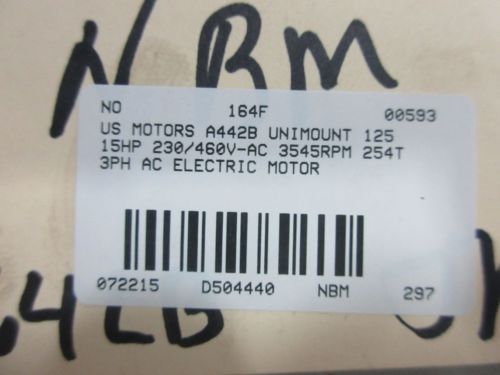 NBM
NO 164F 00593
US MOTORS A442B UNIMOUNT 125
15HP 230/460V-AC 3545RPM 254T
3PH AC ELECTRIC MOTOR
072215 D504440 NBM 297